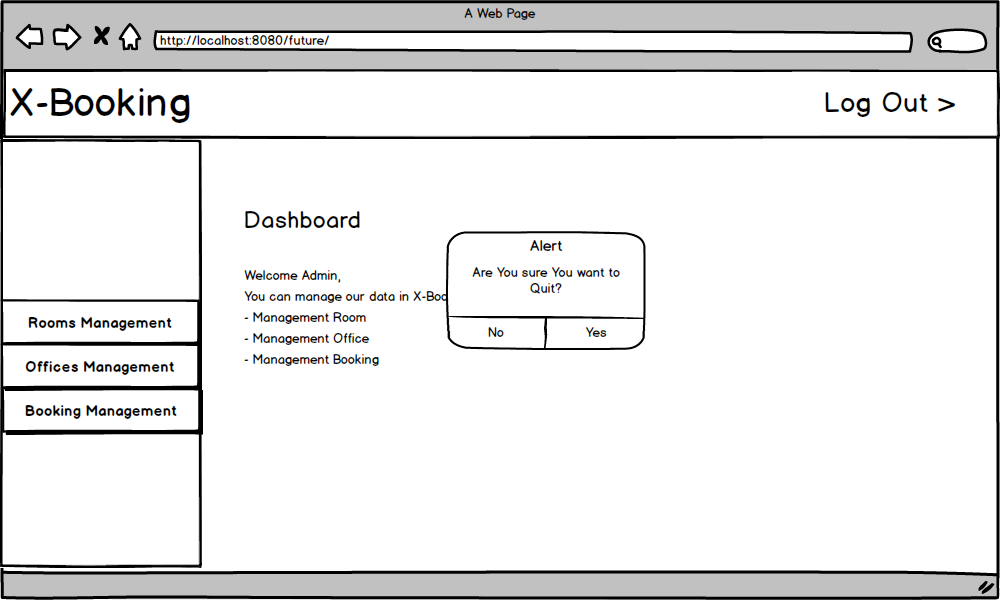 A Web Page
http://localhost:8080/future/
X-Booking
Log Out >
Rooms Management
Offices Management
Booking Management
Dashboard
Welcome Admin,
You can manage our data in X-Boo
- Management Room
- Management Office
- Management Booking
Alert
Are You sure You want to
Quit?
No
Yes